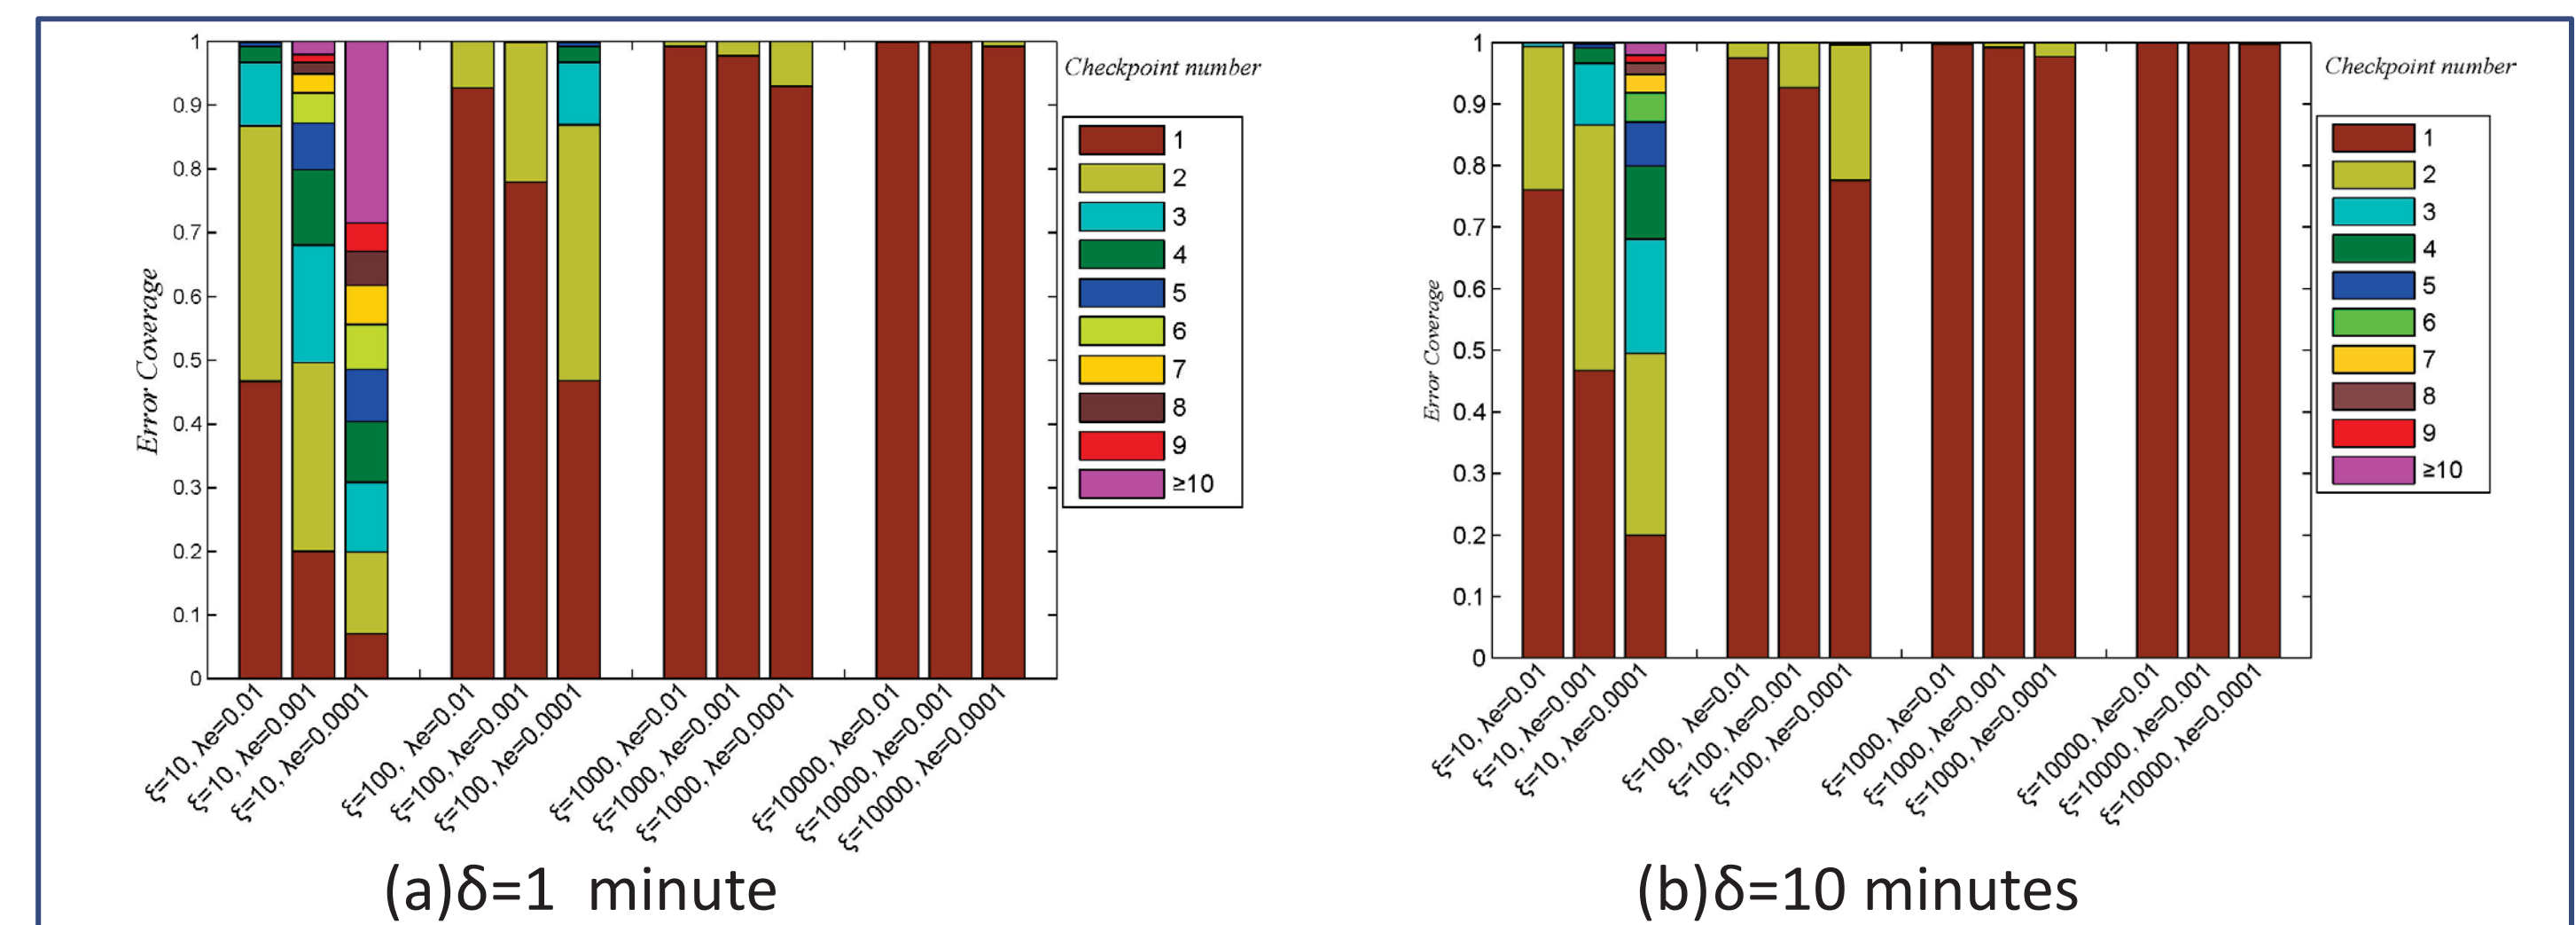 Checkpoint number
1
2
3
4
5
6
7
8
9
≥10
Error Coverage
1
0.9
0.8
0.7
0.6
0.5
0.4
0.3
0.2
0.1
0
ξ=10, λe=0.01
ξ=10, λe=0.001
ξ=10, λe=0.0001
ξ=100, λe=0.01
ξ=100, λe=0.001
ξ=100, λe=0.0001
ξ=1000, λe=0.01
ξ=1000, λe=0.001
ξ=1000, λe=0.0001
ξ=10000, λe=0.01
ξ=10000, λe=0.001
ξ=10000, λe=0.0001
(a)δ=1 minute
Checkpoint number
1
2
3
4
5
6
7
8
9
≥10
Error Coverage
1
0.9
0.8
0.7
0.6
0.5
0.4
0.3
0.2
0.1
0
ξ=10, λe=0.01
ξ=10, λe=0.001
ξ=10, λe=0.0001
ξ=100, λe=0.01
ξ=100, λe=0.001
ξ=100, λe=0.0001
ξ=1000, λe=0.01
ξ=1000, λe=0.001
ξ=1000, λe=0.0001
ξ=10000, λe=0.01
ξ=10000, λe=0.001
ξ=10000, λe=0.0001
(b)δ=10 minutes